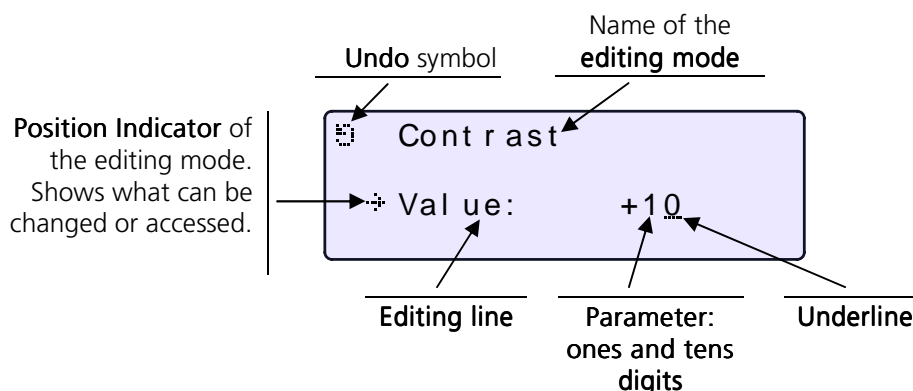 Name of the
editing mode
Undo symbol
Position Indicator of
the editing mode.
Shows what can be
changed or accessed.
Contrast
Value: +10
Editing line
Parameter:
ones and tens
digits
Underline